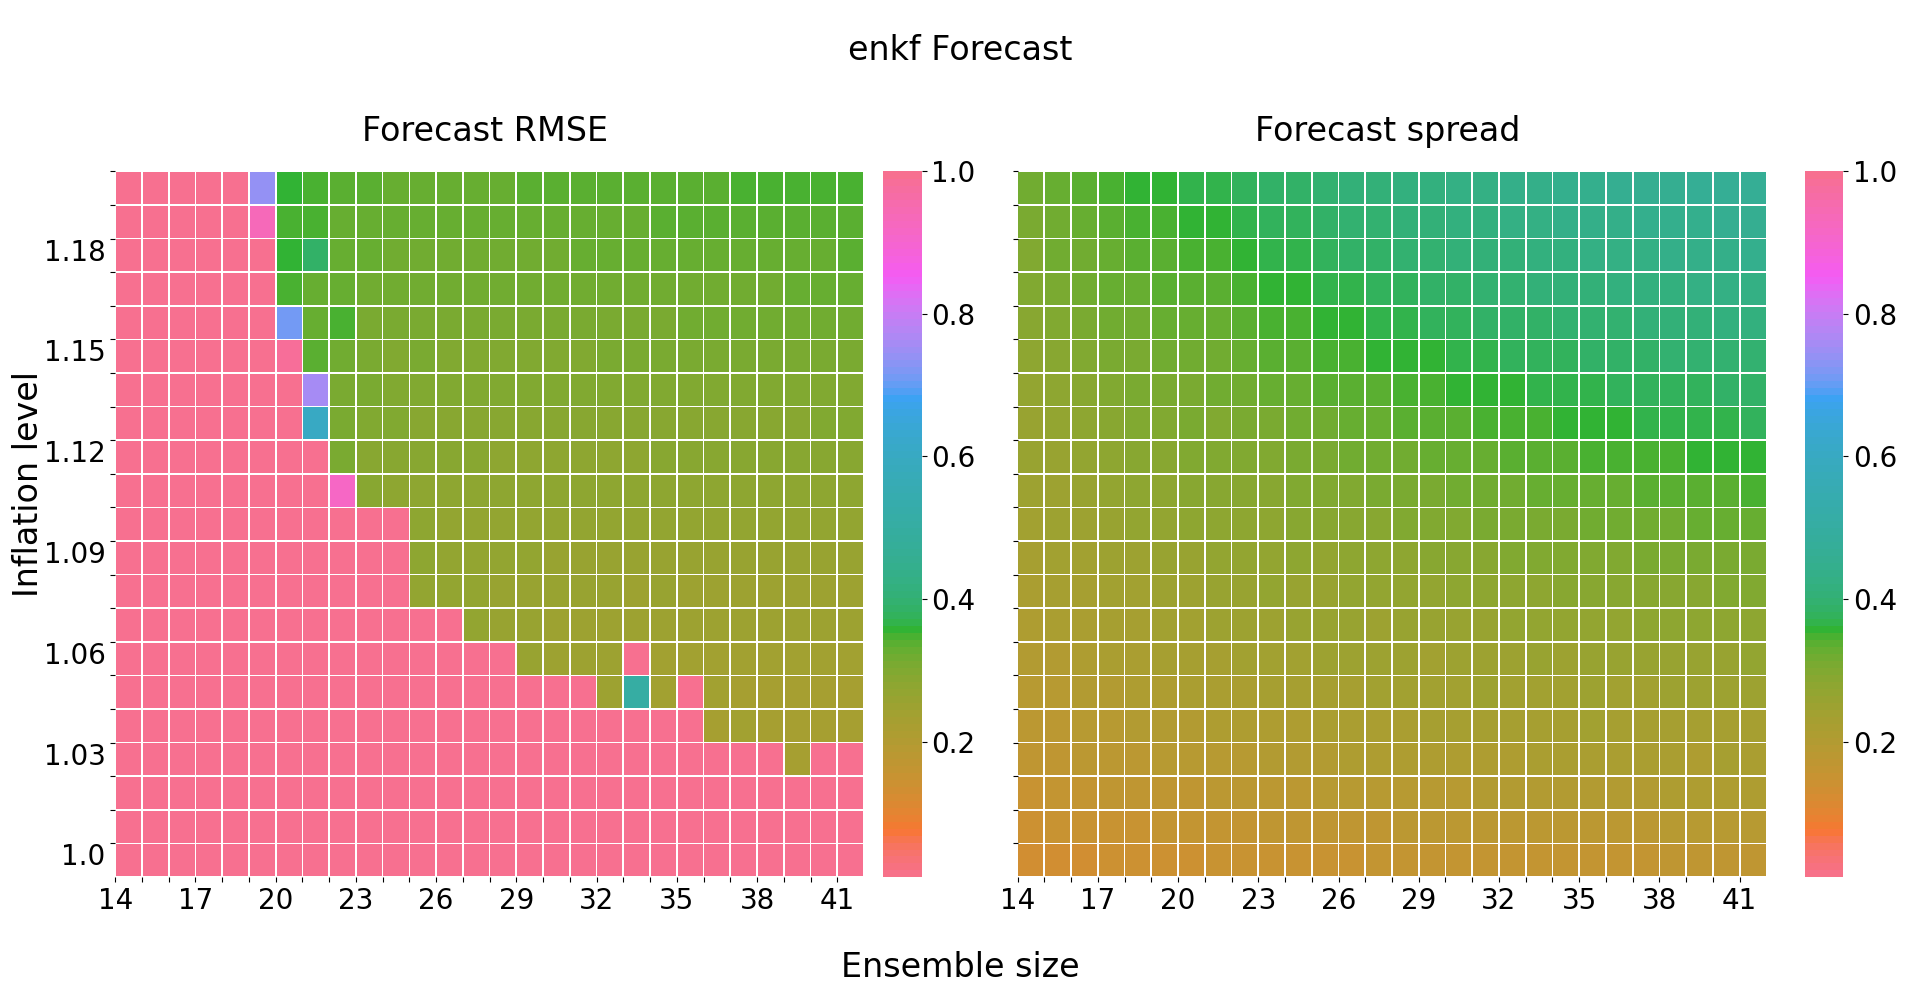 enkf Forecast
Forecast RMSE
Forecast spread
Inflation level
1.18
1.15
1.12
1.09
1.06
1.03
1.0
14 17 20 23 26 29 32 35 38 41
1.0
0.8
0.6
0.4
0.2
14 17 20 23 26 29 32 35 38 41
1.0
0.8
0.6
0.4
0.2
Ensemble size